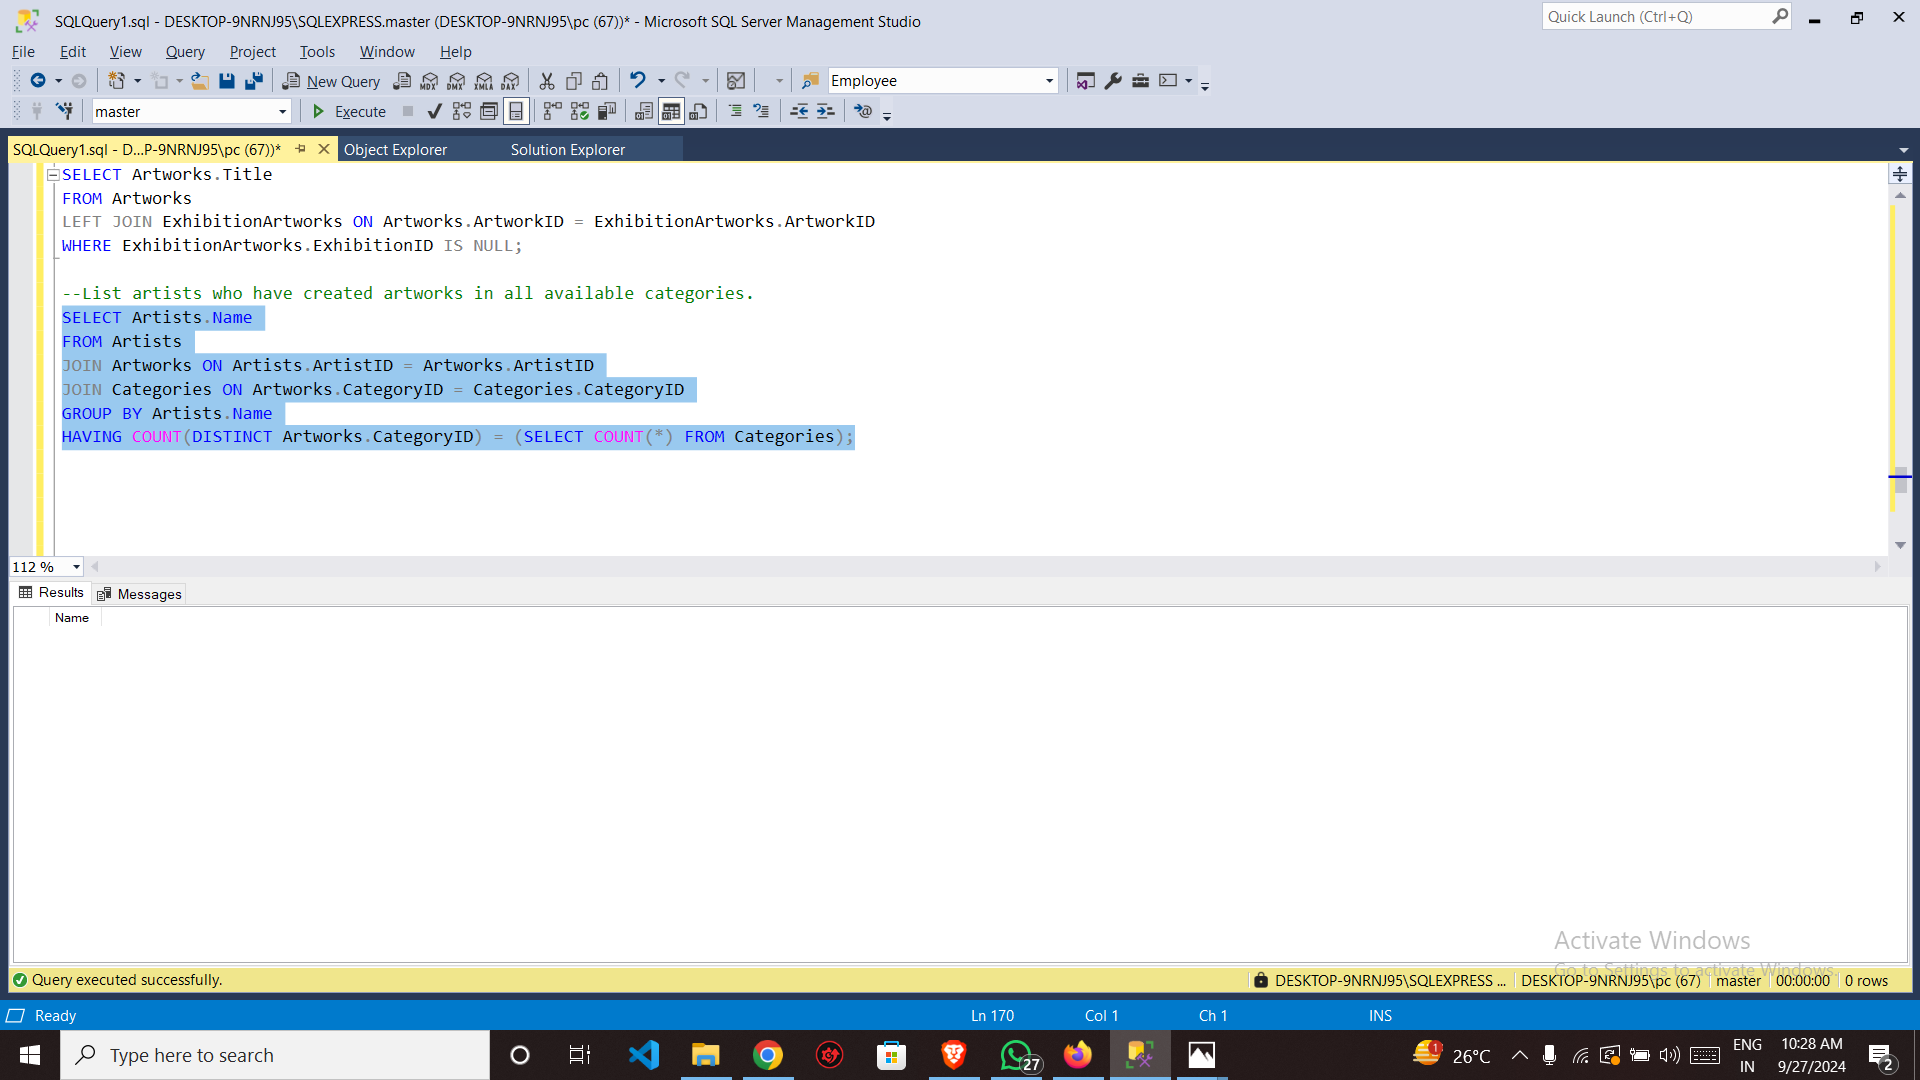 SQLQuery1.sql - DESKTOP-9NRNJ95\SQLEXPRESS.master (DESKTOP-9NRNJ95\pc (67))* - Microsoft SQL Server Management Studio
Quick Launch (Ctrl+Q)
File Edit View Query Project Tools Window Help
New Query MDX DMX XMLA DAX Employee
master Execute
SQLQuery1.sql - D...P-9NRNJ95\pc (67))* Object Explorer Solution Explorer
SELECT Artworks.Title
FROM Artworks
LEFT JOIN ExhibitionArtworks ON Artworks.ArtworkID = ExhibitionArtworks.ArtworkID
WHERE ExhibitionArtworks.ExhibitionID IS NULL;
--List artists who have created artworks in all available categories.
SELECT Artists.Name
FROM Artists
JOIN Artworks ON Artists.ArtistID = Artworks.ArtistID
JOIN Categories ON Artworks.CategoryID = Categories.CategoryID
GROUP BY Artists.Name
HAVING COUNT(DISTINCT Artworks.CategoryID) = (SELECT COUNT(*) FROM Categories);
112 %
Results Messages
Name
Activate Windows
Go to Settings to activate Windows.
Query executed successfully. DESKTOP-9NRNJ95\SQLEXPRESS ... DESKTOP-9NRNJ95\pc (67) master 00:00:00 0 rows
Ready Ln 170 Col 1 Ch 1 INS
Type here to search 27 1 26°C ENG IN 10:28 AM 9/27/2024 2